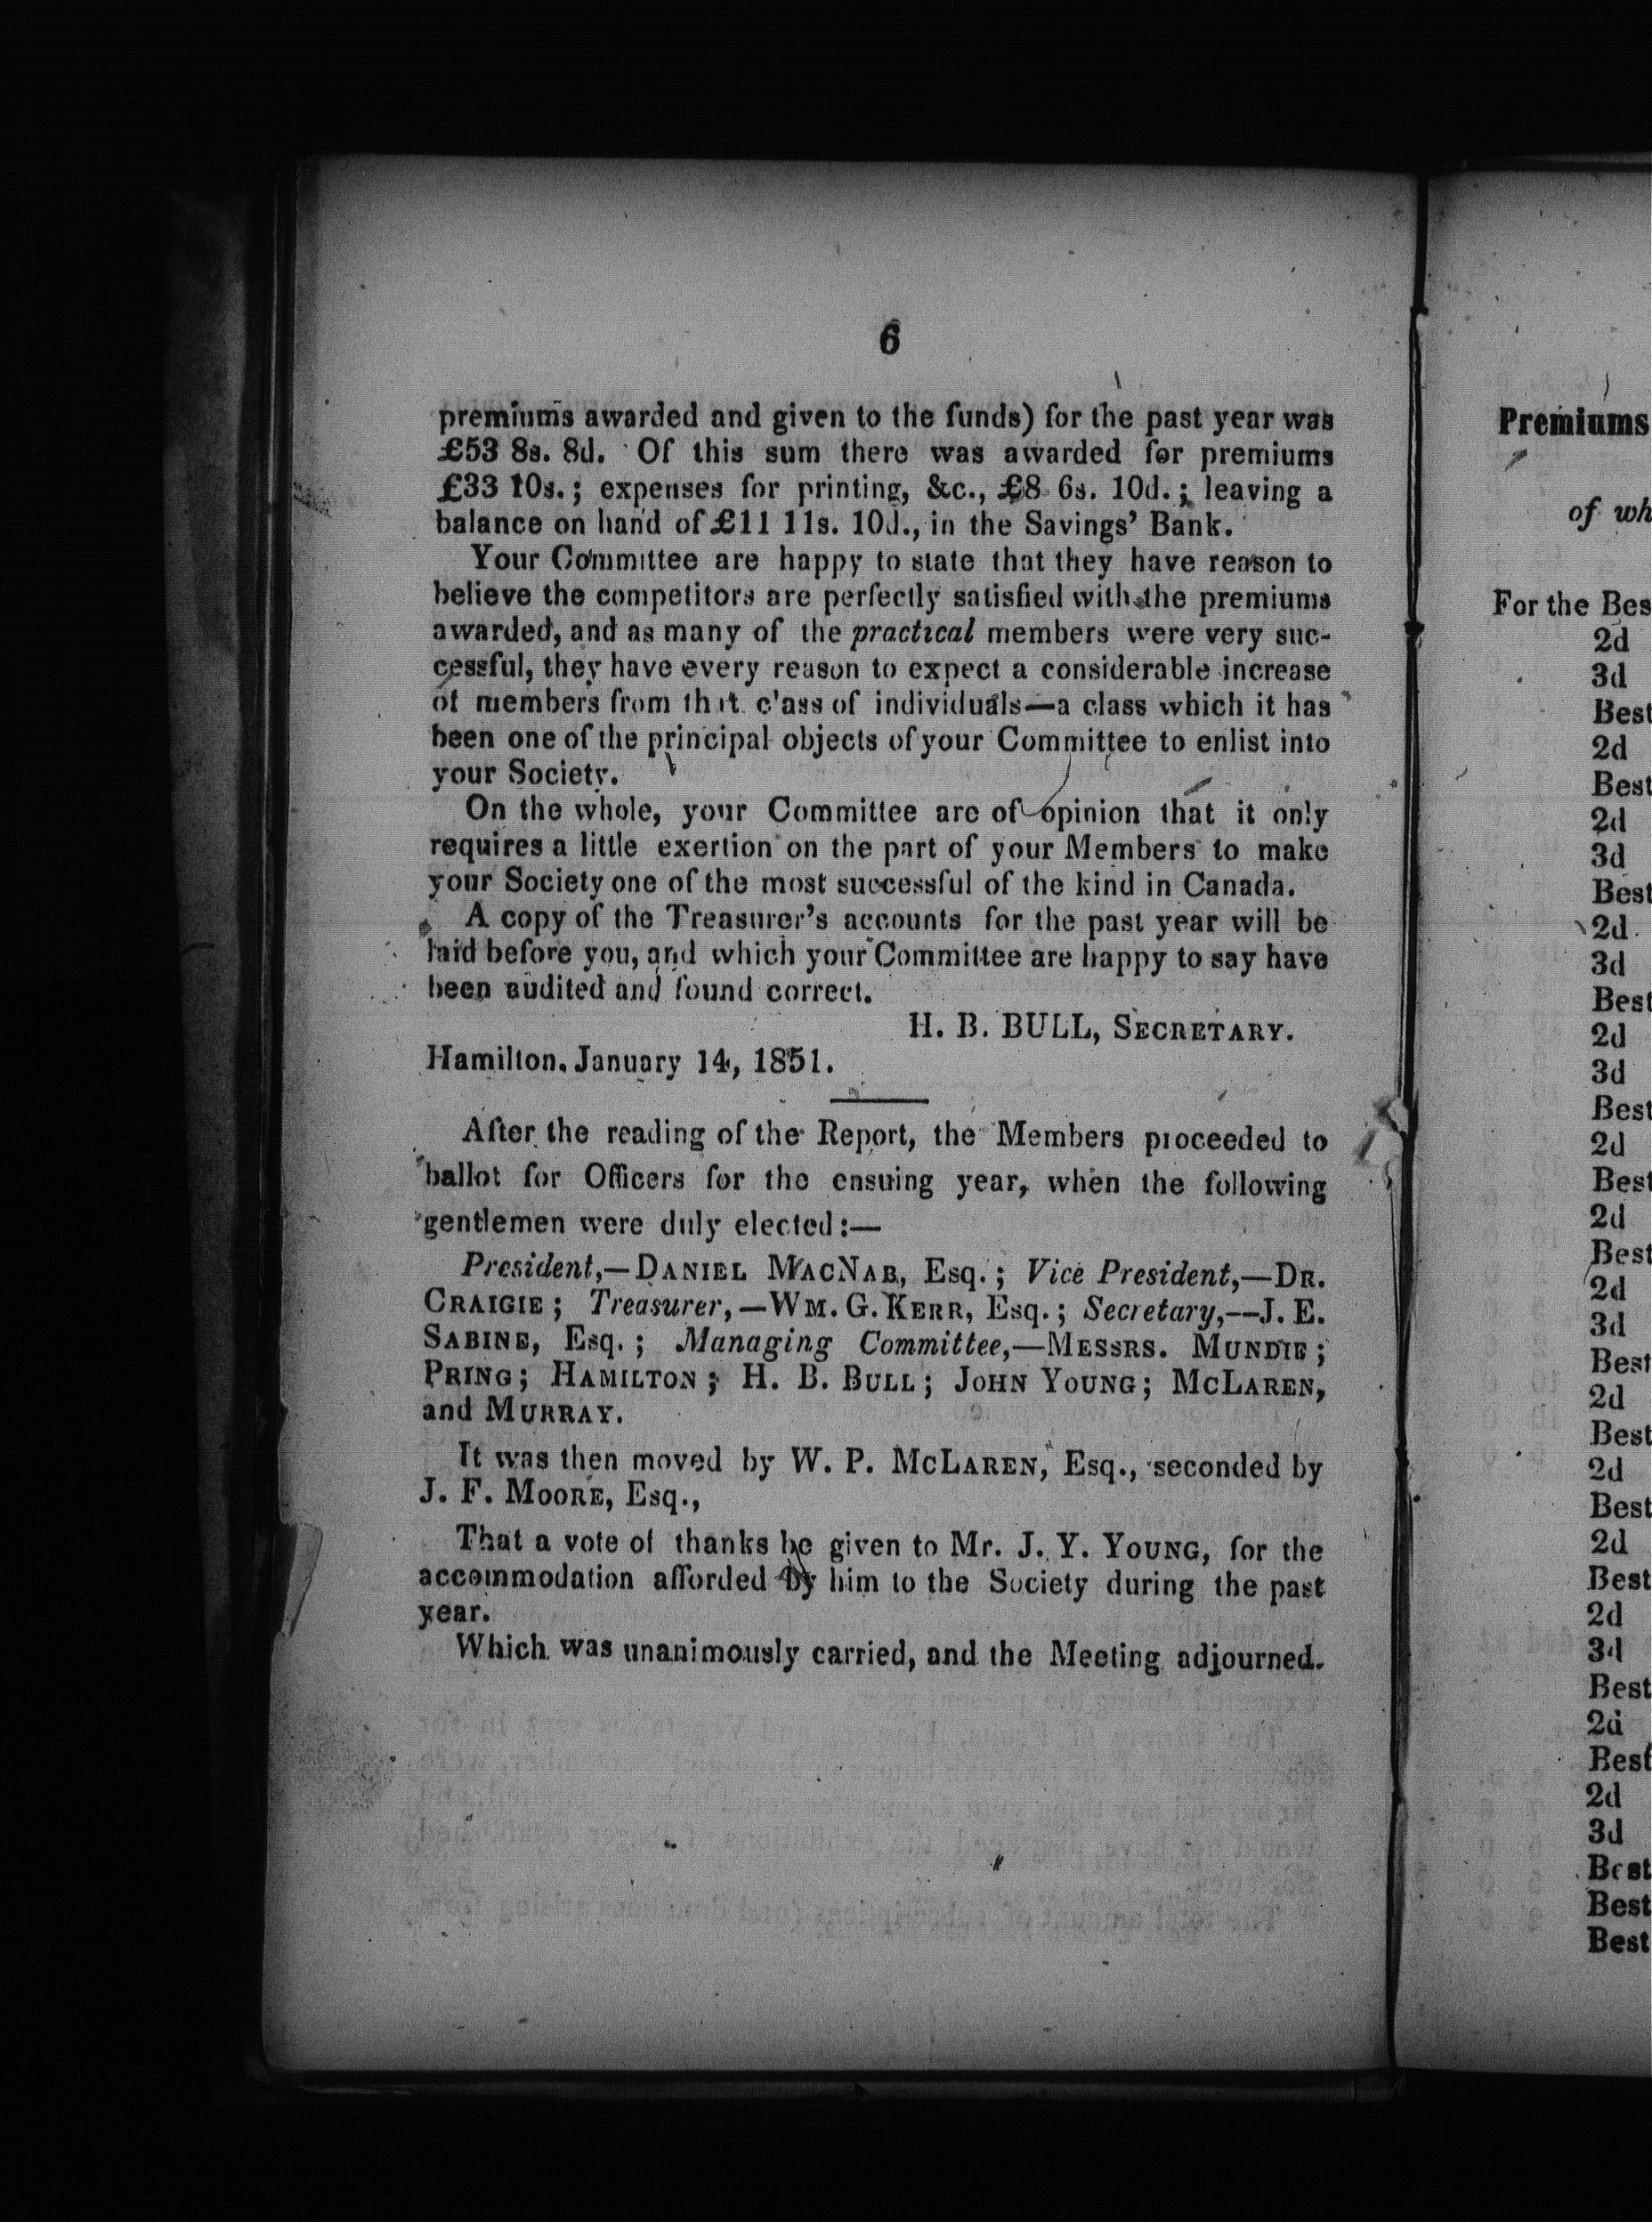 6
premiums awarded and given to the funds) for the past year was
£53 8s. 8d. Of this sum there was awarded for premiums
£33 10s.; expenses for printing, &c., £8 6s. 10d.; leaving a
balance on hand of £11 11s. 10d., in the Savings' Bank.
Your Committee are happy to state that they have reason to
believe the competitors are perfectly satisfied with the premiums
awarded, and as many of the practical members were very suc-
cessful, they have every reason to expect a considerable increase
of members from that class of individuals—a class which it has
been one of the principal objects of your Committee to enlist into
your Society.
On the whole, your Committee are of opinion that it only
requires a little exertion on the part of your Members to make
your Society one of the most successful of the kind in Canada.
A copy of the Treasurer's accounts for the past year will be
laid before you, and which your Committee are happy to say have
been audited and found correct.
H. B. BULL, SECRETARY.
Hamilton, January 14, 1851.
After the reading of the Report, the Members proceeded to
ballot for Officers for the ensuing year, when the following
gentlemen were duly elected:—
President,—DANIEL MACNAB, Esq.; Vice President,—DR.
CRAIGIE; Treasurer,—WM. G. KERR, Esq.; Secretary,—J. E.
SABINE, Esq.; Managing Committee,—MESSRS. MUNDIE;
PRING; HAMILTON; H. B. BULL; JOHN YOUNG; MCLAREN,
and MURRAY.
It was then moved by W. P. MCLAREN, Esq., seconded by
J. F. MOORE, Esq.,
That a vote of thanks be given to Mr. J. Y. YOUNG, for the
accommodation afforded by him to the Society during the past
year.
Which was unanimously carried, and the Meeting adjourned.
Premiums
of wh
For the Bes
2d
3d
Best
2d
Best
2d
3d
Best
2d
3d
Best
2d
3d
Best
2d
Best
2d
Best
2d
3d
Best
2d
Best
2d
Best
2d
Best
2d
3d
Best
2d
Best
2d
3d
Best
Best
Best